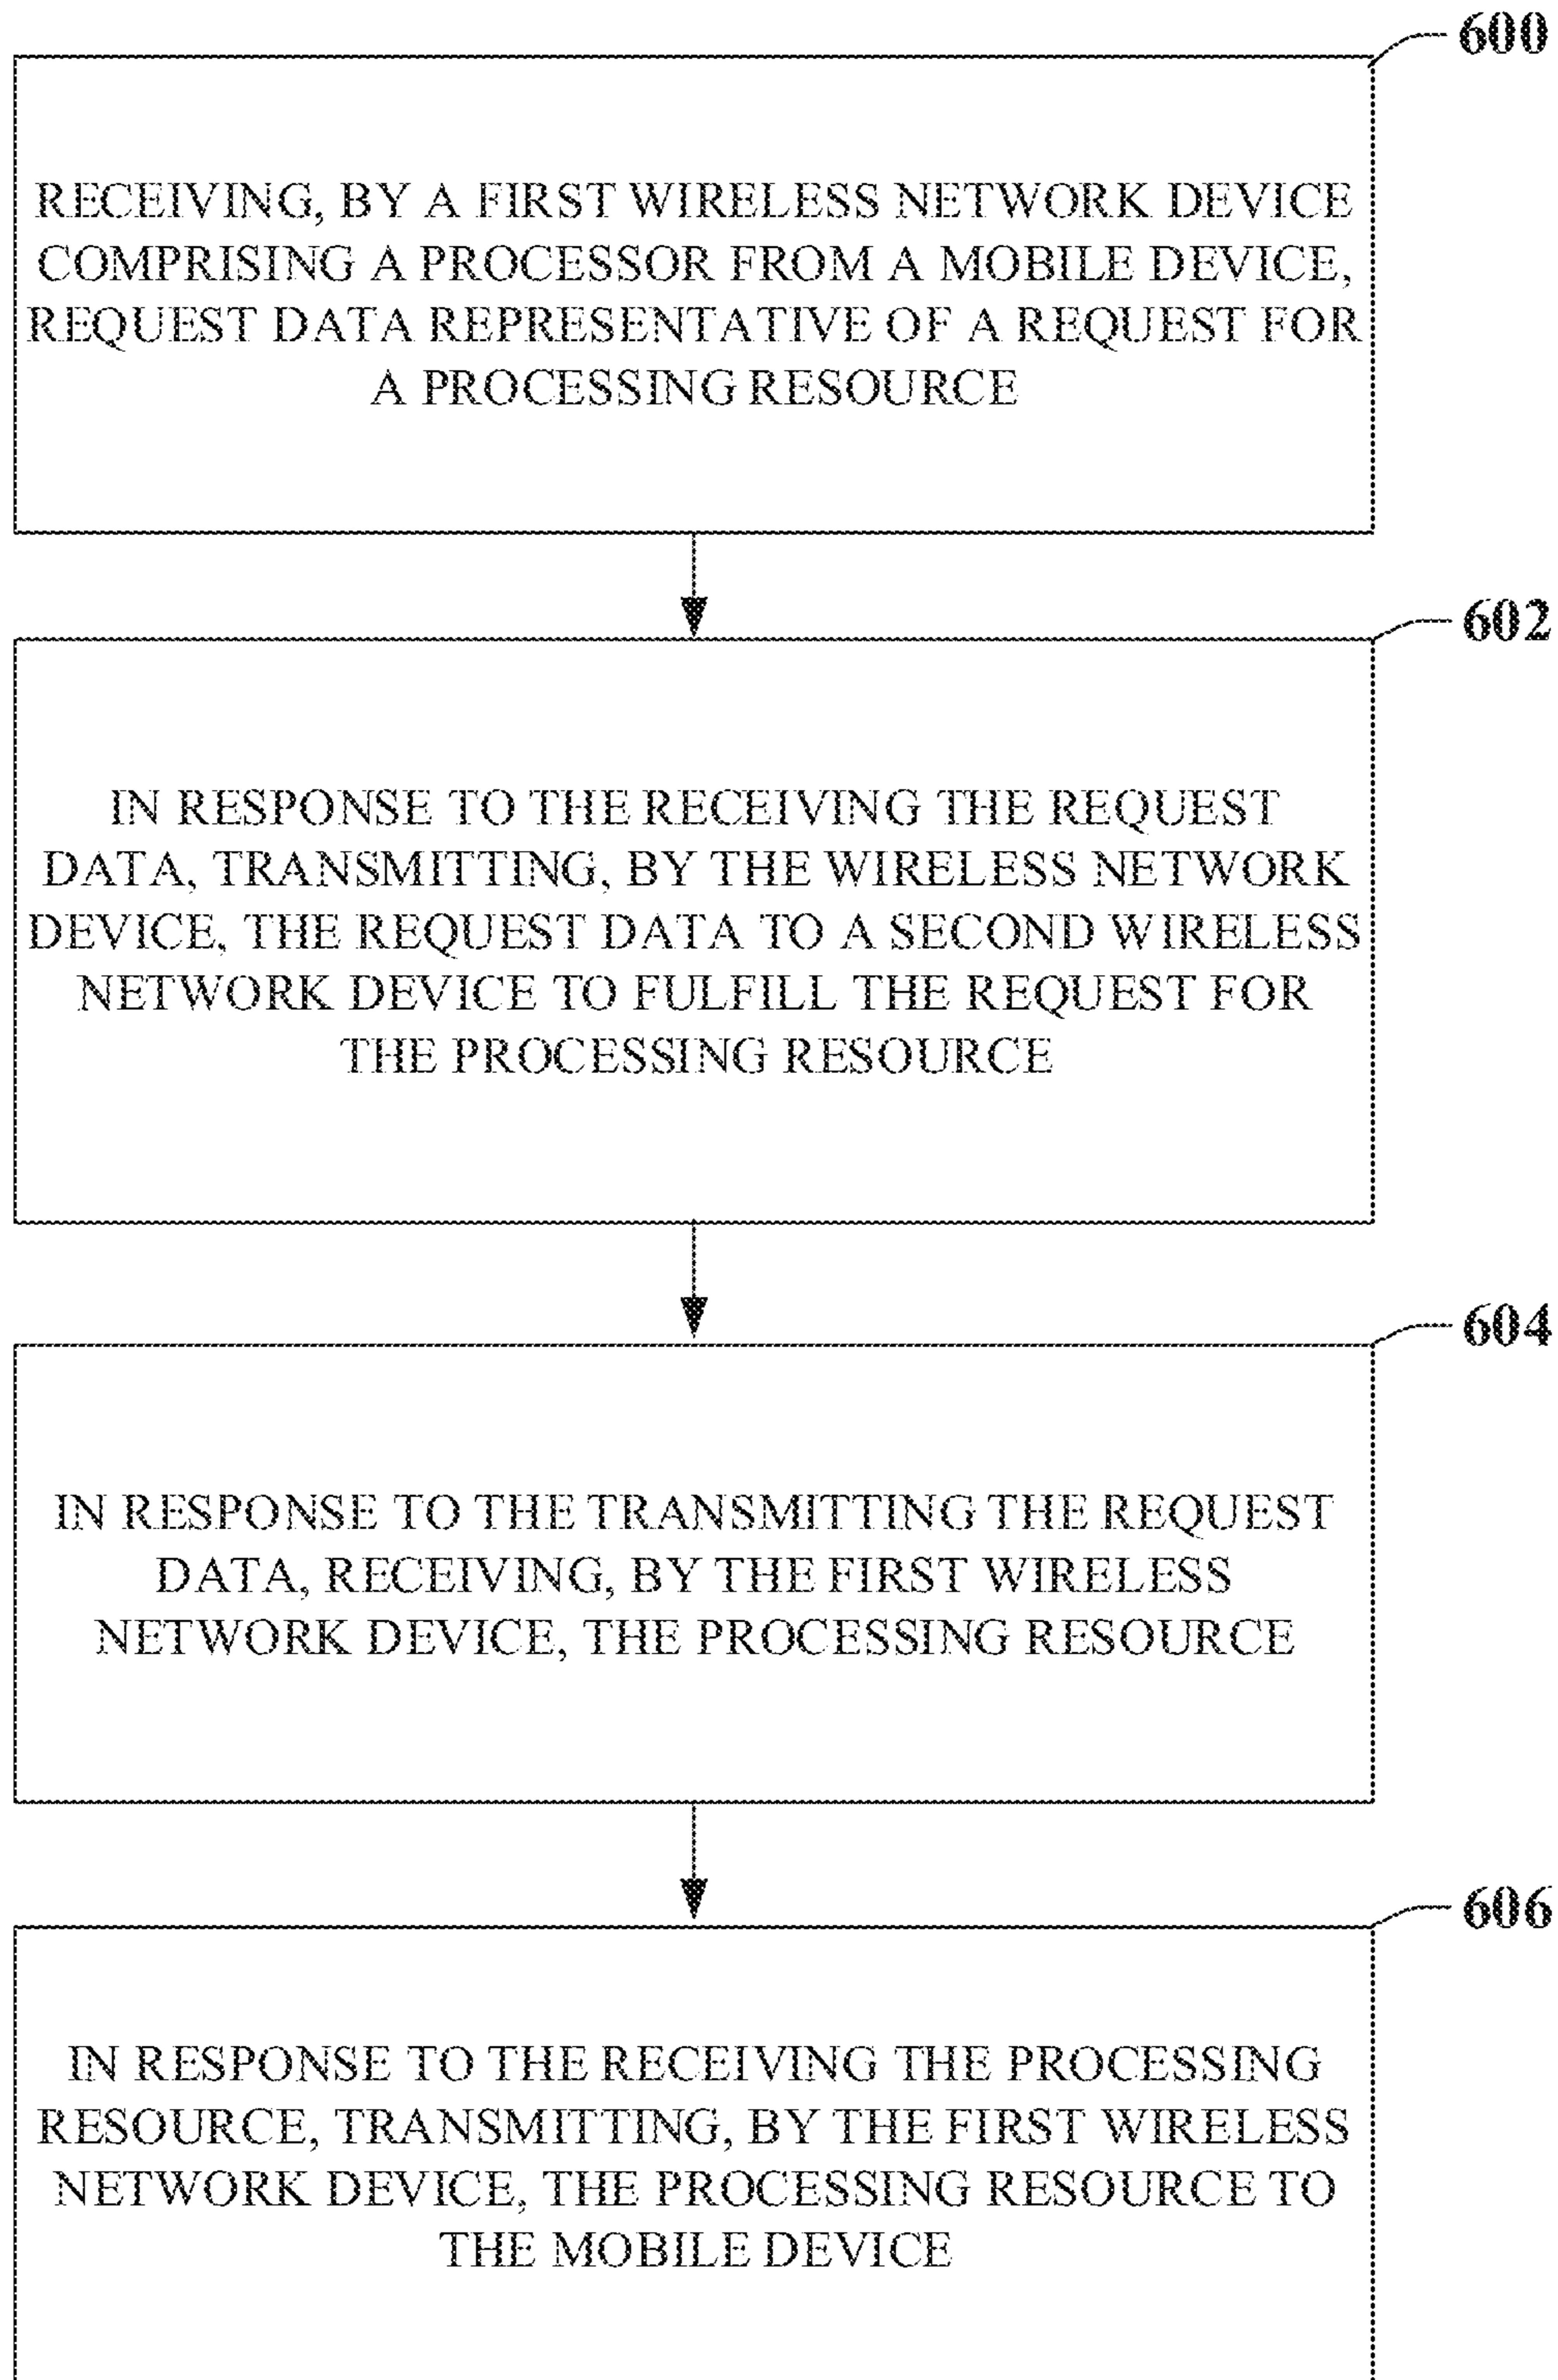 600
RECEIVING, BY A FIRST WIRELESS NETWORK DEVICE
COMPRISING A PROCESSOR FROM A MOBILE DEVICE,
REQUEST DATA REPRESENTATIVE OF A REQUEST FOR
A PROCESSING RESOURCE
602
IN RESPONSE TO THE RECEIVING THE REQUEST
DATA, TRANSMITTING, BY THE WIRELESS NETWORK
DEVICE, THE REQUEST DATA TO A SECOND WIRELESS
NETWORK DEVICE TO FULFILL THE REQUEST FOR
THE PROCESSING RESOURCE
604
IN RESPONSE TO THE TRANSMITTING THE REQUEST
DATA, RECEIVING, BY THE FIRST WIRELESS
NETWORK DEVICE, THE PROCESSING RESOURCE
606
IN RESPONSE TO THE RECEIVING THE PROCESSING
RESOURCE, TRANSMITTING, BY THE FIRST WIRELESS
NETWORK DEVICE, THE PROCESSING RESOURCE TO
THE MOBILE DEVICE